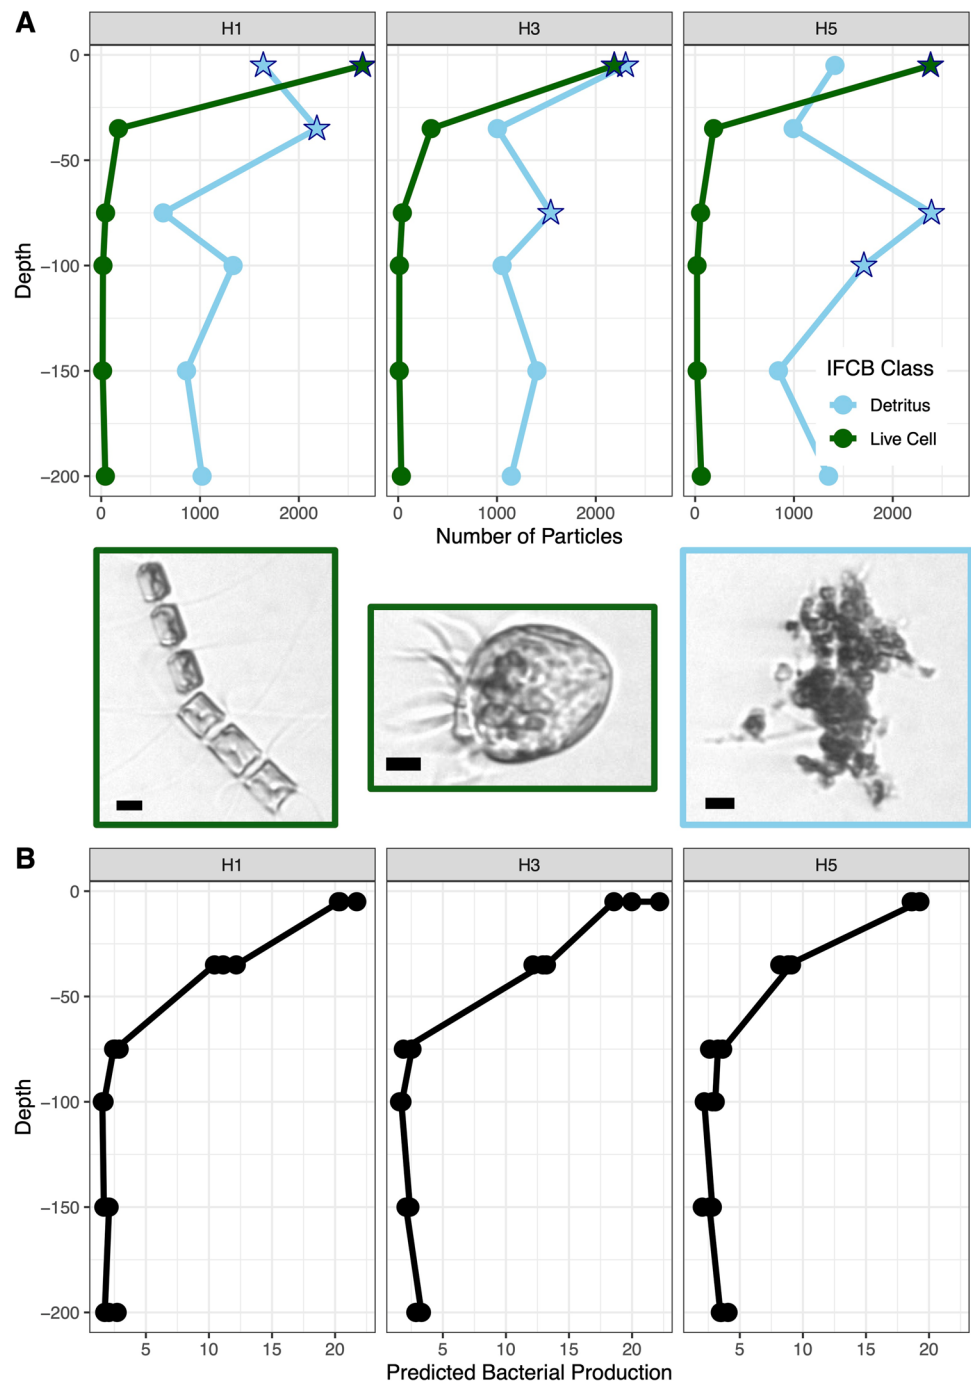 A
H1 H3 H5
0
−50
−100
−150
−200
Depth
IFCB Class
Detritus
Live Cell
0 1000 2000 0 1000 2000 0 1000 2000
Number of Particles
B
H1 H3 H5
0
−50
−100
−150
−200
Depth
5 10 15 20 5 10 15 20 5 10 15 20
Predicted Bacterial Production